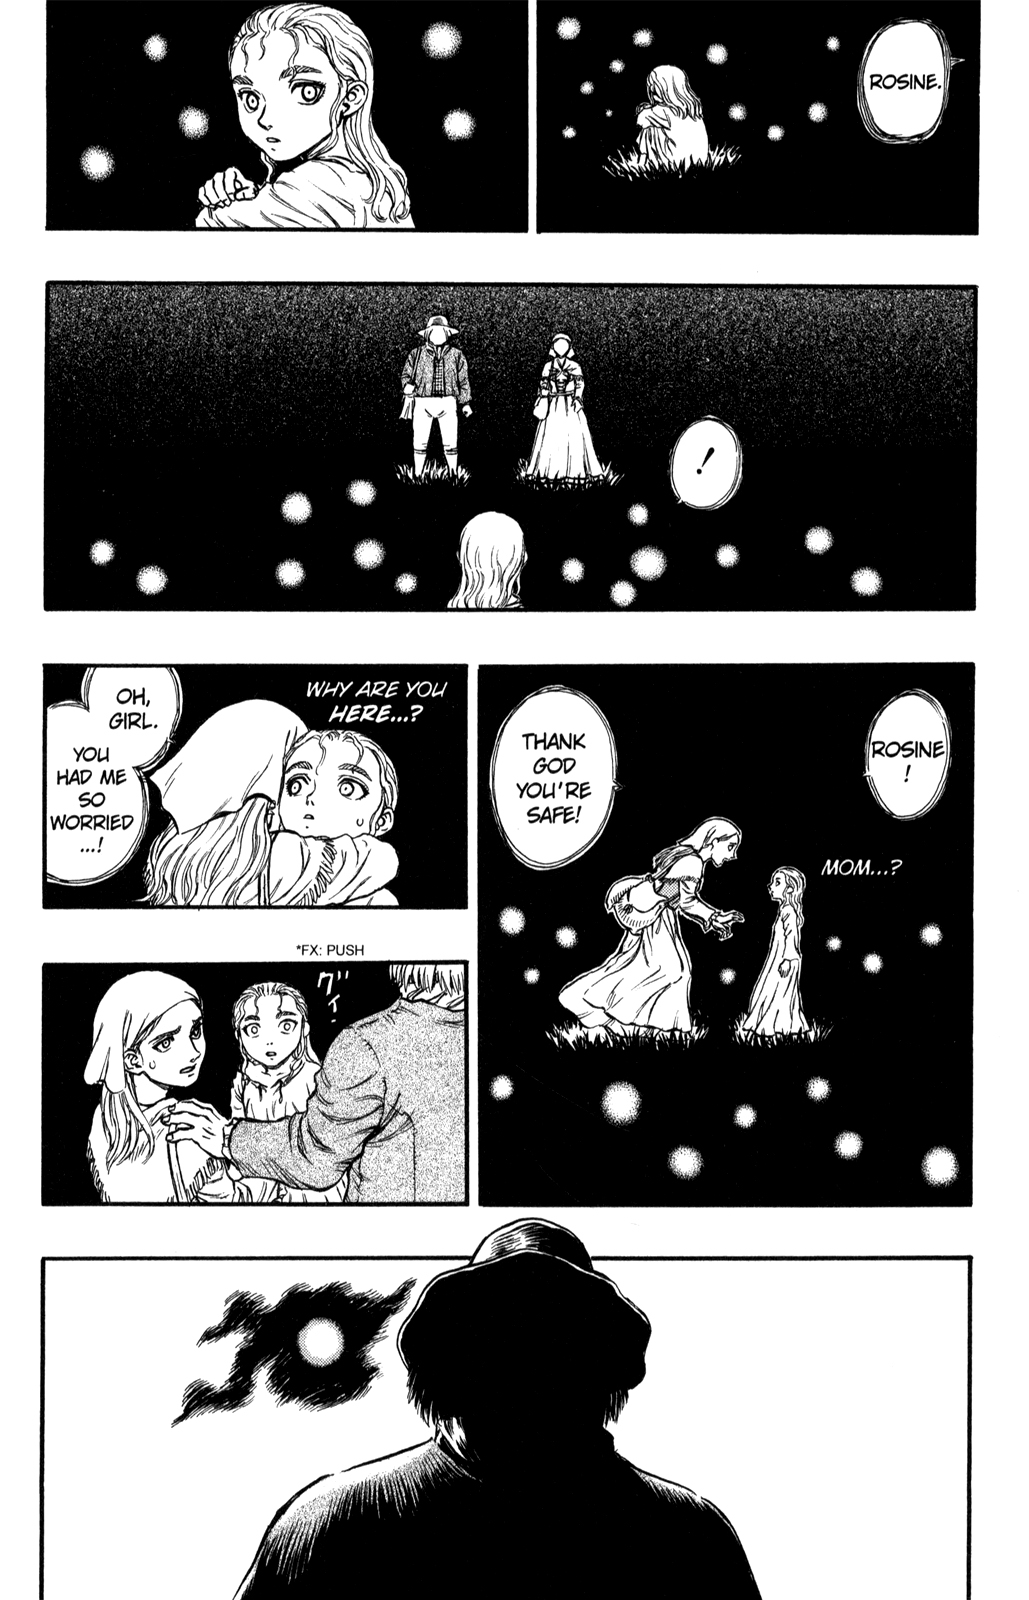 ROSINE.
!
ROSINE
!
THANK
GOD
YOU'RE
SAFE!
MOM...?
WHY ARE YOU
HERE...?
OH,
GIRL.
YOU
HAD ME
SO
WORRIED
...!
*FX: PUSH
グイ